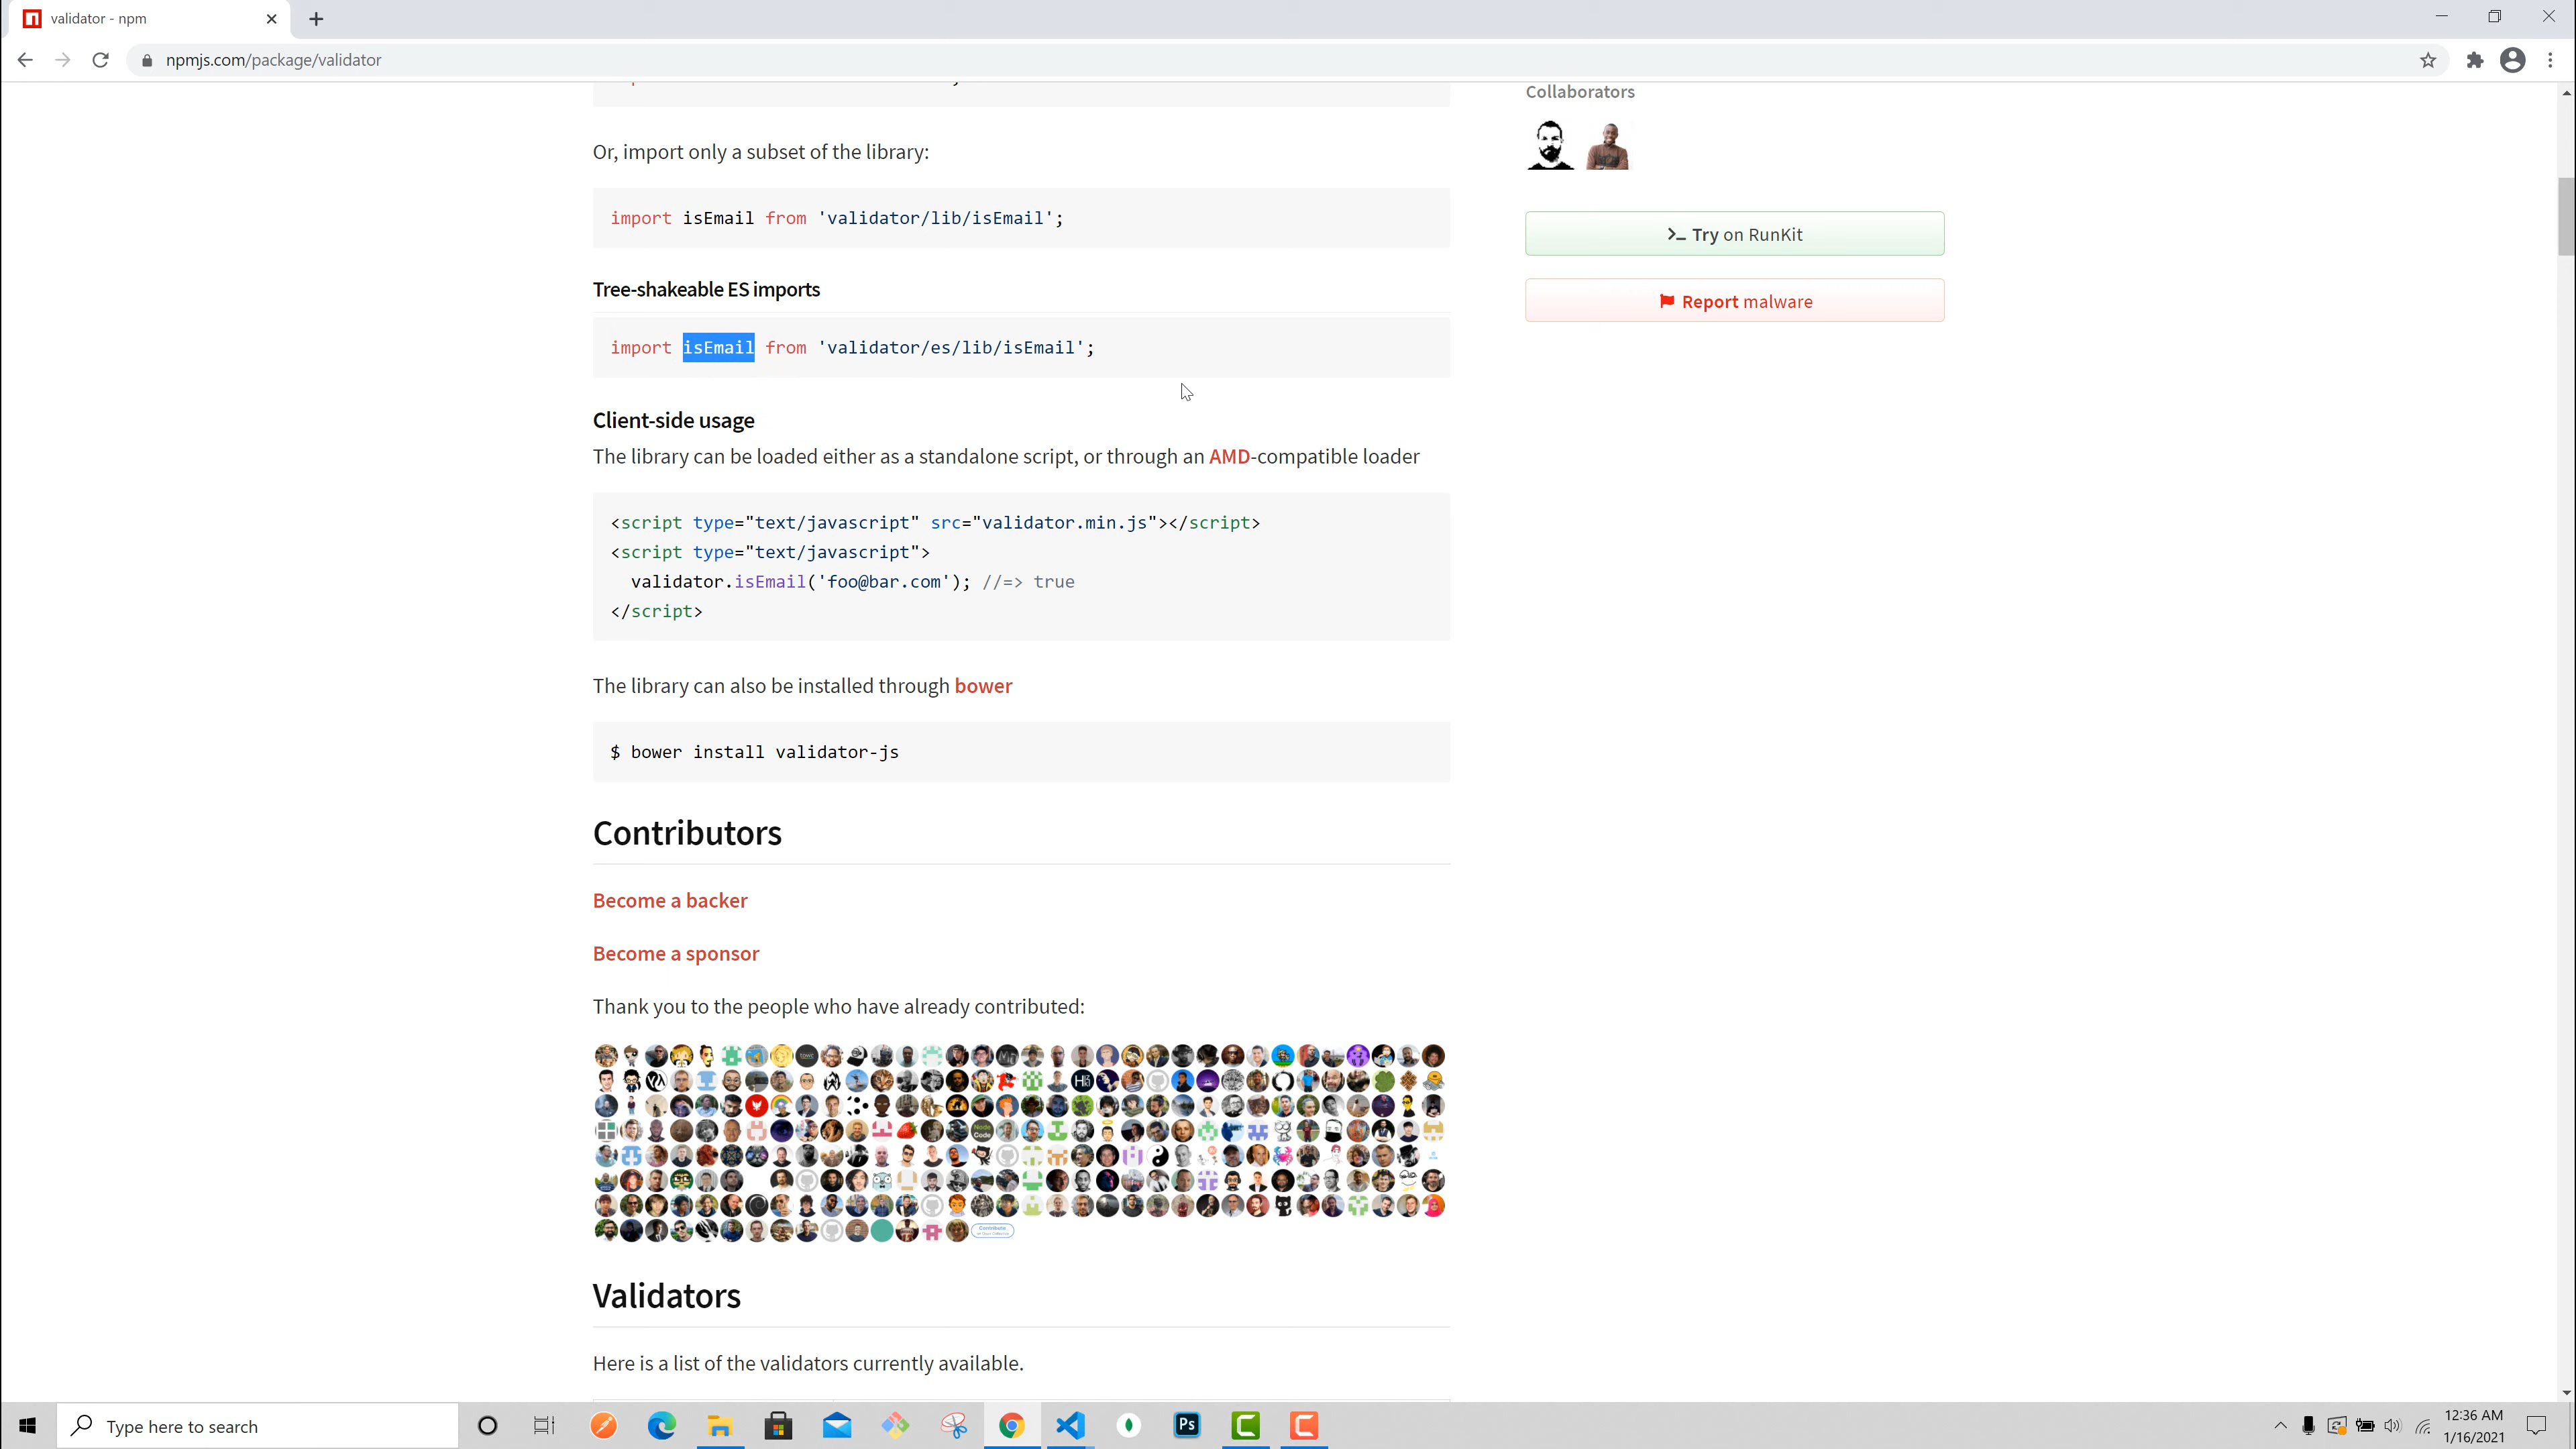 validator - npm
npmjs.com/package/validator
Collaborators
Or, import only a subset of the library:
import isEmail from 'validator/lib/isEmail';
>_ Try on RunKit
Tree-shakeable ES imports
Report malware
import isEmail from 'validator/es/lib/isEmail';
Client-side usage
The library can be loaded either as a standalone script, or through an AMD-compatible loader
<script type="text/javascript" src="validator.min.js"></script>
<script type="text/javascript">
validator.isEmail('foo@bar.com'); //=> true
</script>
The library can also be installed through bower
$ bower install validator-js
Contributors
Become a backer
Become a sponsor
Thank you to the people who have already contributed:
Validators
Here is a list of the validators currently available.
Type here to search
Ps
12:36 AM
1/16/2021